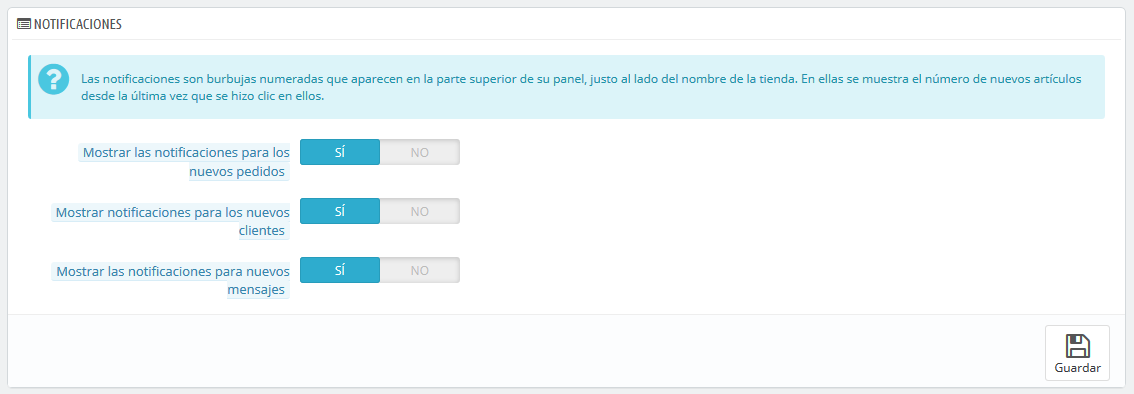 NOTIFICACIONES
Las notificaciones son burbujas numeradas que aparecen en la parte superior de su panel, justo al lado del nombre de la tienda. En ellas se muestra el número de nuevos artículos
desde la última vez que se hizo clic en ellos.
Mostrar las notificaciones para los
nuevos pedidos
SÍ NO
Mostrar notificaciones para los nuevos
clientes
SÍ NO
Mostrar las notificaciones para nuevos
mensajes
SÍ NO
Guardar